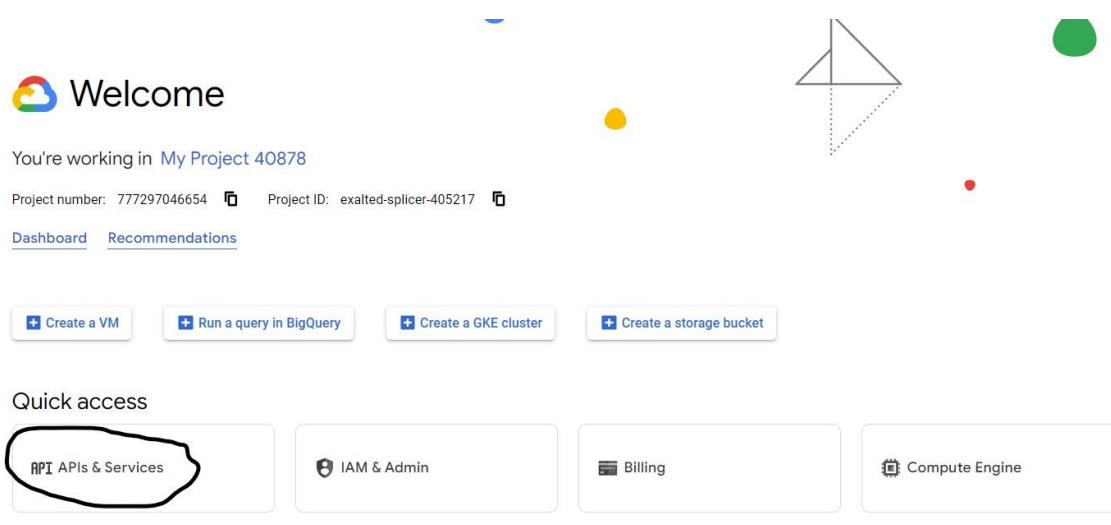 Welcome
You're working in My Project 40878
Project number: 777297046654 Project ID: exalted-splicer-405217
Dashboard Recommendations
Create a VM Run a query in BigQuery Create a GKE cluster Create a storage bucket
Quick access
API APIs & Services IAM & Admin Billing Compute Engine